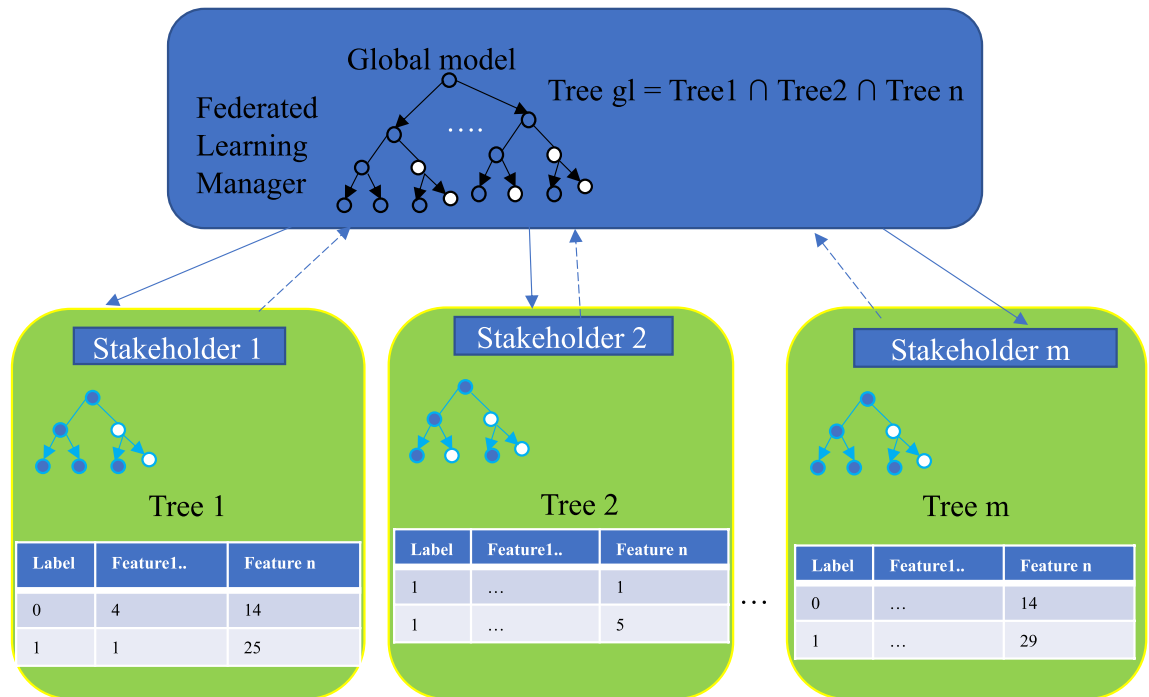 Global model
Tree gl = Tree1 ∩ Tree2 ∩ Tree n
Federated
Learning
Manager
....
Stakeholder 1
Tree 1
Label Feature1.. Feature n
0 4 14
1 1 25
Stakeholder 2
Tree 2
Label Feature1.. Feature n
1 … 1
1 … 5
…
Stakeholder m
Tree m
Label Feature1.. Feature n
0 … 14
1 … 29